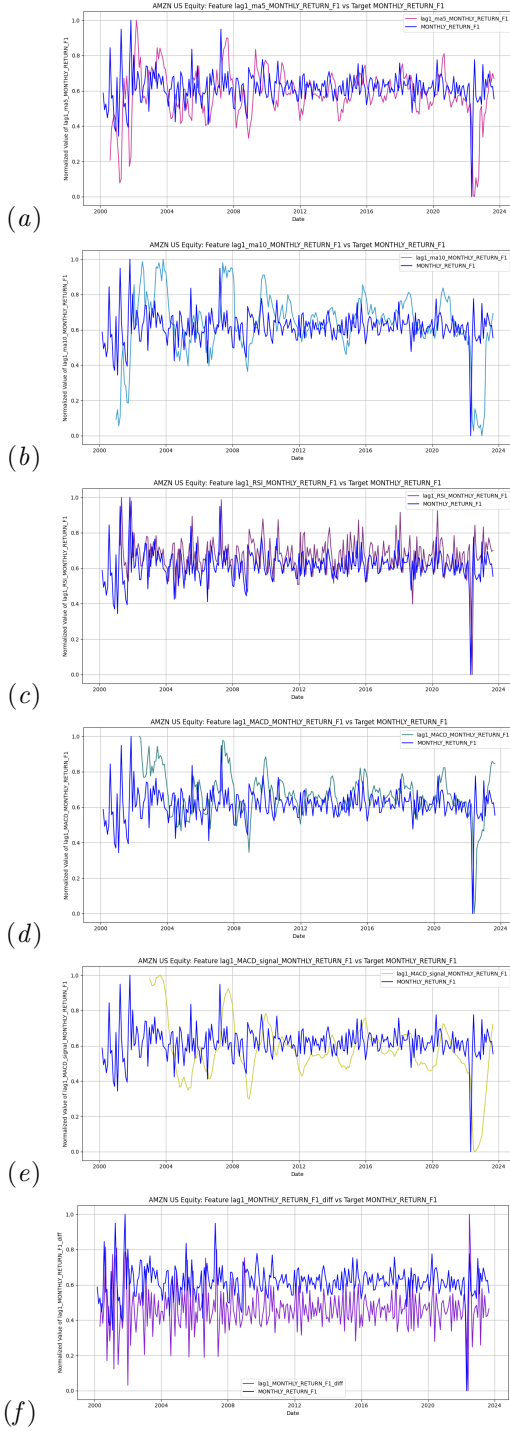 AMZN US Equity: Feature lag1_ma5_MONTHLY_RETURN_F1 vs Target MONTHLY_RETURN_F1
lag1_ma5_MONTHLY_RETURN_F1
MONTHLY_RETURN_F1
Normalized Value of lag1_ma5_MONTHLY_RETURN_F1
1.0
0.8
0.6
0.4
0.2
0.0
2000 2004 2008 2012 2016 2020 2024
Date
(a)
AMZN US Equity: Feature lag1_ma10_MONTHLY_RETURN_F1 vs Target MONTHLY_RETURN_F1
lag1_ma10_MONTHLY_RETURN_F1
MONTHLY_RETURN_F1
Normalized Value of lag1_ma10_MONTHLY_RETURN_F1
1.0
0.8
0.6
0.4
0.2
0.0
2000 2004 2008 2012 2016 2020 2024
Date
(b)
AMZN US Equity: Feature lag1_RSI_MONTHLY_RETURN_F1 vs Target MONTHLY_RETURN_F1
lag1_RSI_MONTHLY_RETURN_F1
MONTHLY_RETURN_F1
Normalized Value of lag1_RSI_MONTHLY_RETURN_F1
1.0
0.8
0.6
0.4
0.2
0.0
2000 2004 2008 2012 2016 2020 2024
Date
(c)
AMZN US Equity: Feature lag1_MACD_MONTHLY_RETURN_F1 vs Target MONTHLY_RETURN_F1
lag1_MACD_MONTHLY_RETURN_F1
MONTHLY_RETURN_F1
Normalized Value of lag1_MACD_MONTHLY_RETURN_F1
1.0
0.8
0.6
0.4
0.2
0.0
2000 2004 2008 2012 2016 2020 2024
Date
(d)
AMZN US Equity: Feature lag1_MACD_signal_MONTHLY_RETURN_F1 vs Target MONTHLY_RETURN_F1
lag1_MACD_signal_MONTHLY_RETURN_F1
MONTHLY_RETURN_F1
Normalized Value of lag1_MACD_signal_MONTHLY_RETURN_F1
1.0
0.8
0.6
0.4
0.2
0.0
2000 2004 2008 2012 2016 2020 2024
Date
(e)
AMZN US Equity: Feature lag1_MONTHLY_RETURN_F1_diff vs Target MONTHLY_RETURN_F1
Normalized Value of lag1_MONTHLY_RETURN_F1_diff
1.0
0.8
0.6
0.4
0.2
0.0
lag1_MONTHLY_RETURN_F1_diff
MONTHLY_RETURN_F1
2000 2004 2008 2012 2016 2020 2024
Date
(f)